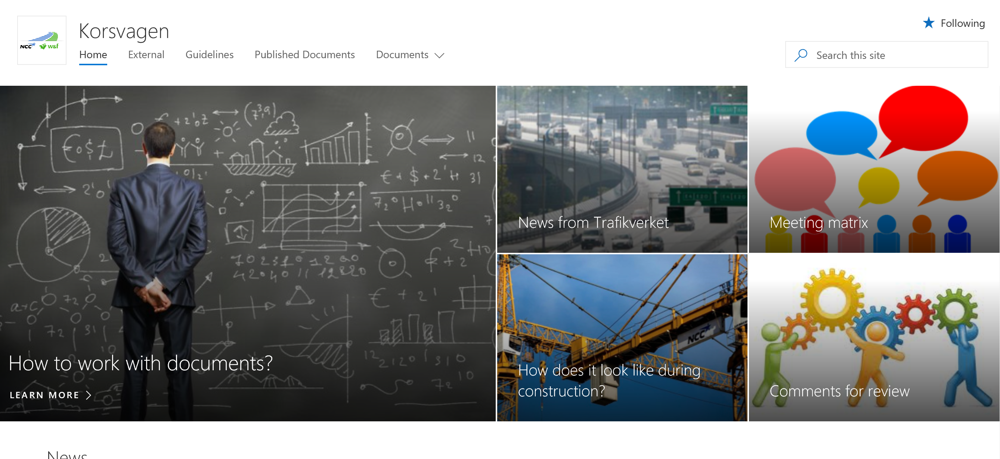 NCC w&f
Korsvagen
Following
Home External Guidelines Published Documents Documents
Search this site
€o$£
News from Trafikverket
Meeting matrix
NCC
How to work with documents?
LEARN MORE
How does it look like during
construction?
Comments for review
News